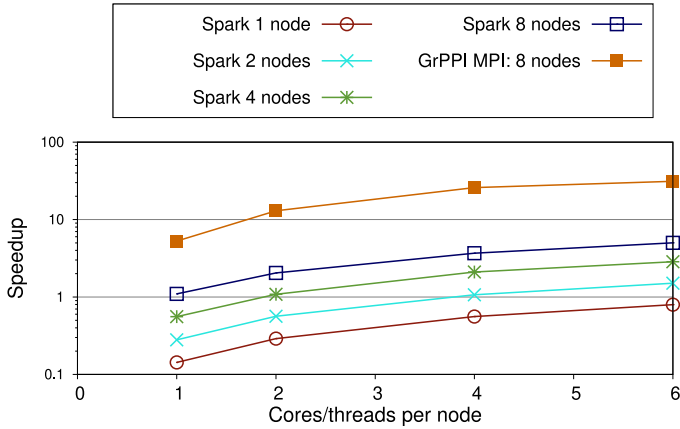 Spark 1 node
Spark 8 nodes
Spark 2 nodes
GrPPI MPI: 8 nodes
Spark 4 nodes
100
10
1
0.1
Speedup
0 1 2 3 4 5 6
Cores/threads per node